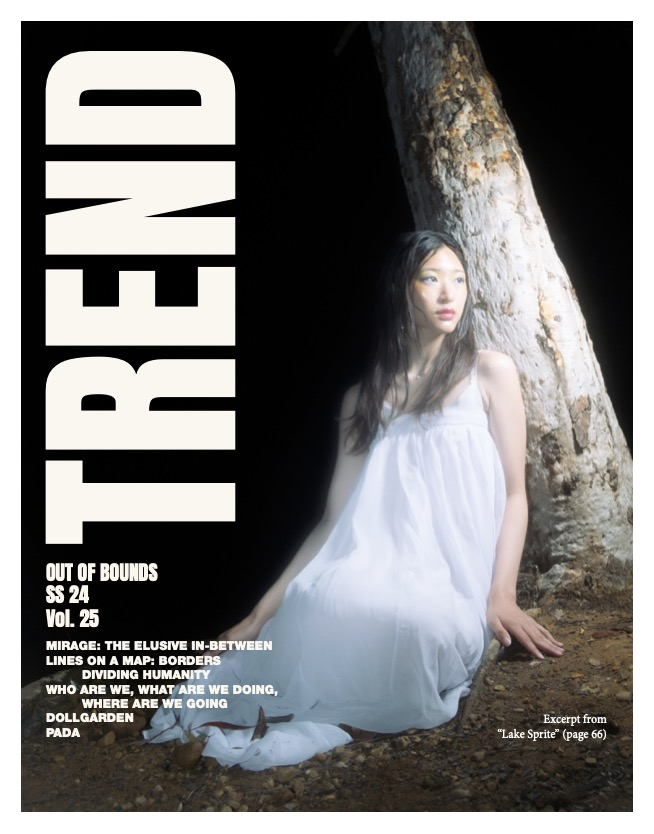 TREND
OUT OF BOUNDS
SS 24
Vol. 25
MIRAGE: THE ELUSIVE IN-BETWEEN
LINES ON A MAP: BORDERS
DIVIDING HUMANITY
WHO ARE WE, WHAT ARE WE DOING,
WHERE ARE WE GOING
DOLLGARDEN
PADA
Excerpt from
“Lake Sprite” (page 66)